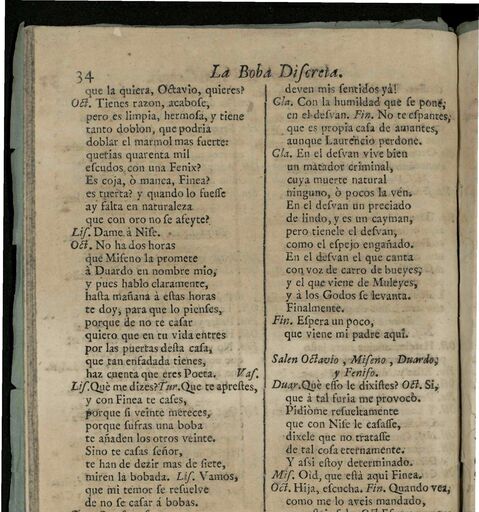 34
La Boba Discreta.
que la quiera, Octavio, quieres?
Oct. Tienes razon, acabose,
pero es limpia, hermosa, y tiene
tanto doblon, que podria
doblar el marmol mas fuerte:
quetias quarenta mil
escudos con una Fenix?
Es coja, ò manca, Finea?
es tuerta? y quando lo fuesse
ay falta en naturaleza
que con oro no se afeyte?
Lis. Dame à Nise.
Oct. No ha dos horas
que Miseno la promete
à Duardo en nombre mio,
y pues hablo claramente,
hasta mañana à estas horas
te doy, para que lo pienses,
porque de no te casar
quiero que en tu vida entres
por las puertas desta casa,
que tan enfadada tienes,
haz cuenta que eres Poeta. Vas.
Lis. Què me dizes? Tur. Que te aprestes,
y con Finea te cases,
porque si veinte mereces,
porque sufras una boba
te añaden los otros veinte.
Sino te casas señor,
te han de dezir mas de siete,
miren la bobada. Lis. Vamos,
que mi temor se resuelve
de no se casar à bobas.
deven mis sentidos yà!
Cla. Con la humildad que se pone,
en el desvan. Fin. No te espantes,
que es propia casa de amantes,
aunque Laurencio perdone.
Cla. En el desvan vive bien
un matador criminal,
cuya muerte natural
ninguno, ò pocos la ven.
En el desvan un preciado
de lindo, y es un cayman,
pero tienele el desvan,
como el espejo engañado.
En el desvan el que canta
con voz de carro de bueyes,
y el que viene de Muleyes,
y à los Godos se levanta.
Finalmente.
Fin. Espera un poco,
que viene mi padre aqui.
Salen Octavio, Miseno, Duardo,
y Feniso.
Duar. Què esso le dixistes? Oct. Si,
que à tal furia me provocò.
Pidiòme resueltamente
que con Nise le casasse,
dixele que no tratasse
de tal cosa eternamente.
Y assi estoy determinado.
Mis. Oid, que està aqui Finea.
Oct. Hija, escucha. Fin. Quando vea,
como me lo aveis mandado,